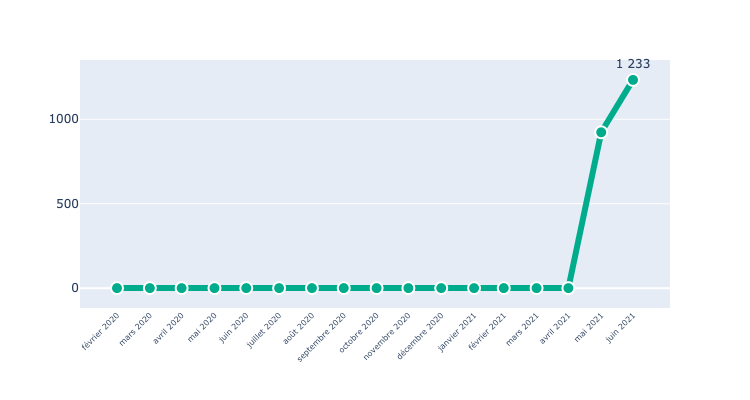 1 233
1000
500
0
février 2020
mars 2020
avril 2020
mai 2020
juin 2020
juillet 2020
août 2020
septembre 2020
octobre 2020
novembre 2020
décembre 2020
janvier 2021
février 2021
mars 2021
avril 2021
mai 2021
juin 2021